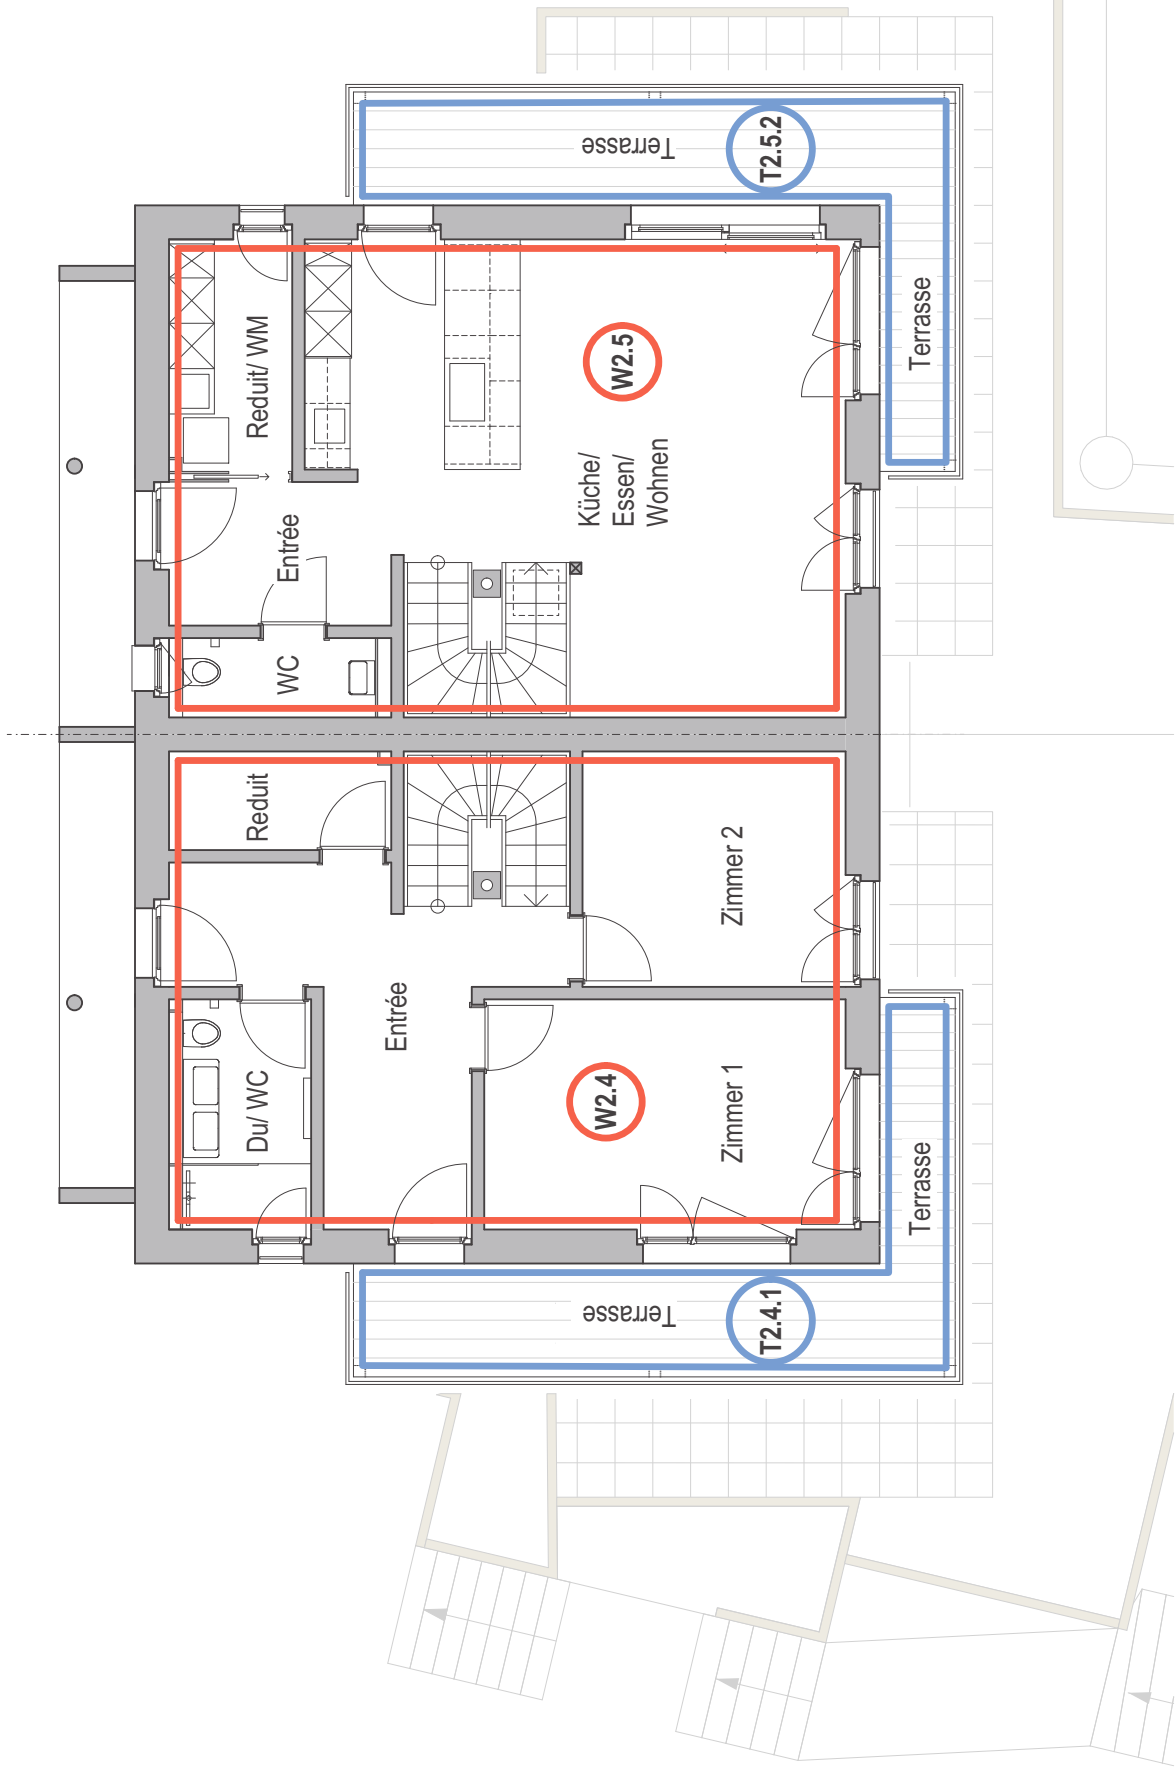 Terrasse
T2.5.2
Terrasse
Reduit/ WM
W2.5
Küche/
Essen/
Wohnen
Entrée
WC
Reduit
Zimmer 2
Entrée
Du/ WC
W2.4
Zimmer 1
Terrasse
Terrasse
T2.4.1